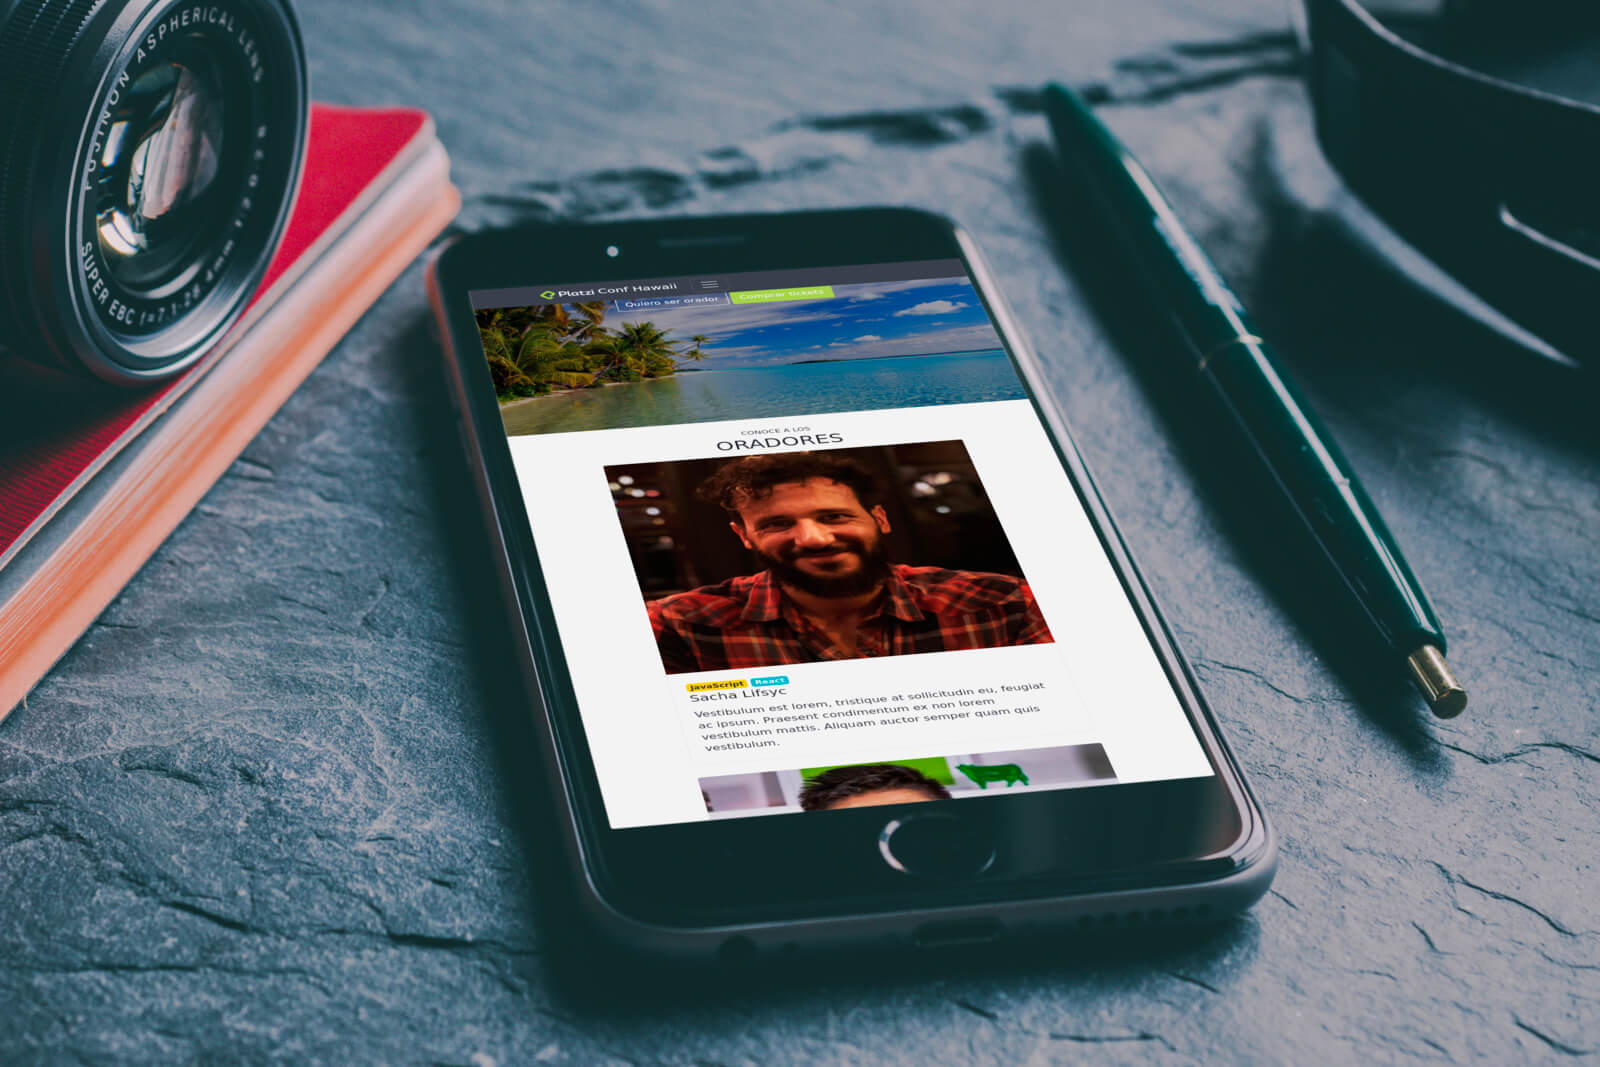 FUJINON ASPHERICAL LENS
SUPER EBC f=7.1-28.4mm 1:2.0-2.8
Platzi Conf Hawaii
Quiero ser orador
Comprar tickets
CONOCE A LOS
ORADORES
JavaScript React
Sacha Lifsyc
Vestibulum est lorem, tristique at sollicitudin eu, feugiat
ac ipsum. Praesent condimentum ex non lorem
vestibulum mattis. Aliquam auctor semper quam quis
vestibulum.